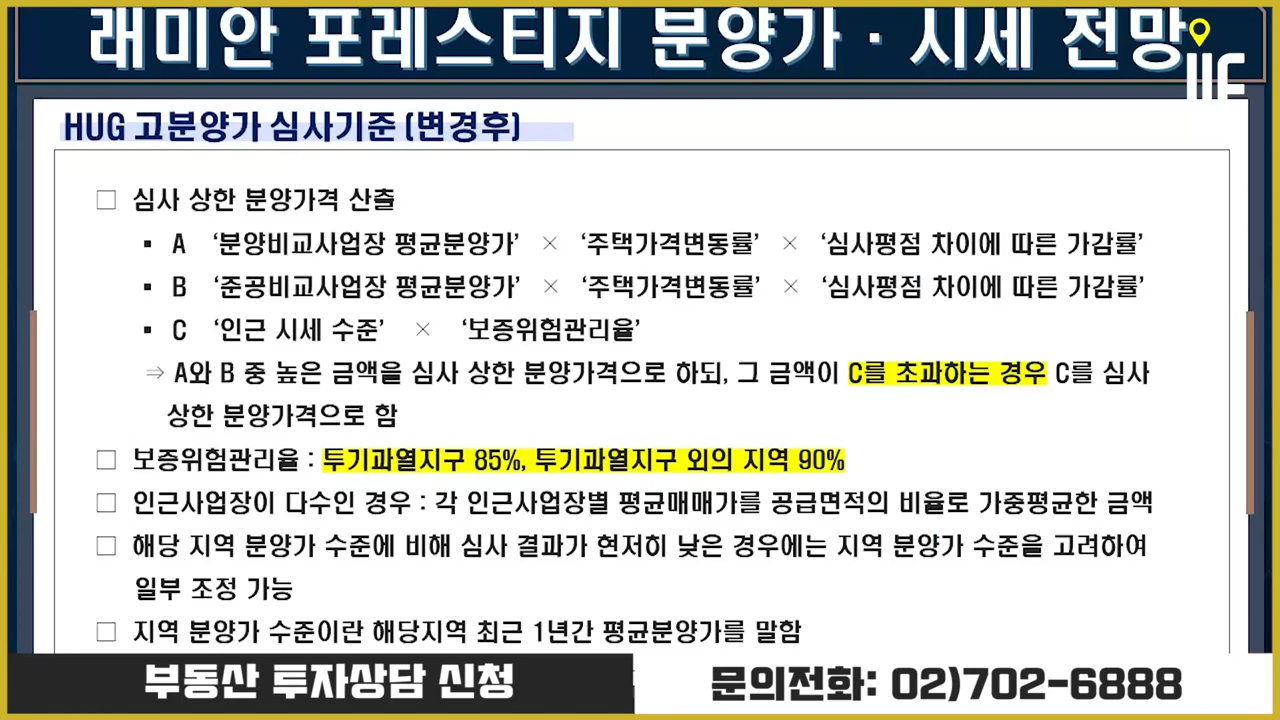 래미안 포레스티지 분양가 · 시세 전망
HUG 고분양가 심사기준 (변경후)
□ 심사 상한 분양가격 산출
▪ A ‘분양비교사업장 평균분양가’ × ‘주택가격변동률’ × ‘심사평점 차이에 따른 가감률’
▪ B ‘준공비교사업장 평균분양가’ × ‘주택가격변동률’ × ‘심사평점 차이에 따른 가감률’
▪ C ‘인근 시세 수준’ × ‘보증위험관리율’
⇒ A와 B 중 높은 금액을 심사 상한 분양가격으로 하되, 그 금액이 C를 초과하는 경우 C를 심사
상한 분양가격으로 함
□ 보증위험관리율 : 투기과열지구 85%, 투기과열지구 외의 지역 90%
□ 인근사업장이 다수인 경우 : 각 인근사업장별 평균매매가를 공급면적의 비율로 가중평균한 금액
□ 해당 지역 분양가 수준에 비해 심사 결과가 현저히 낮은 경우에는 지역 분양가 수준을 고려하여
일부 조정 가능
□ 지역 분양가 수준이란 해당지역 최근 1년간 평균분양가를 말함
부동산 투자상담 신청
문의전화: 02)702-6888